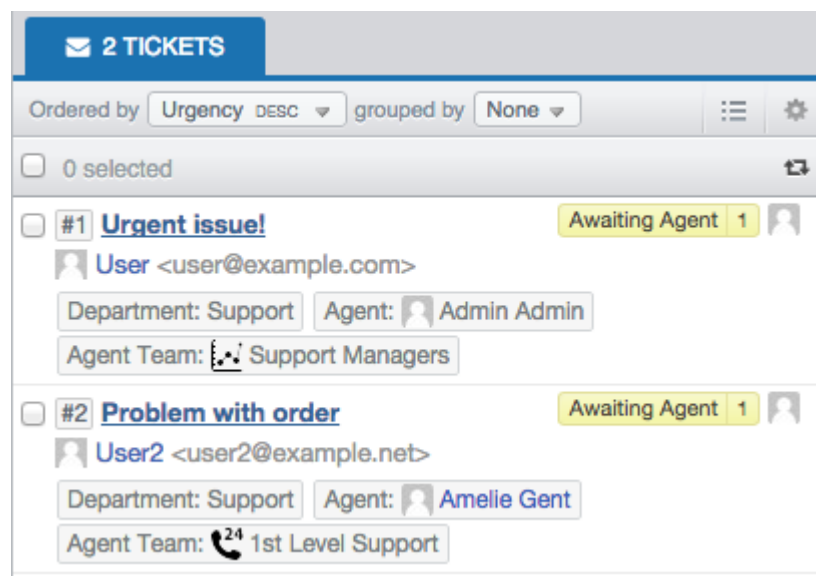 2 TICKETS
Ordered by Urgency DESC grouped by None
0 selected
#1 Urgent issue! Awaiting Agent 1
User <user@example.com>
Department: Support Agent: Admin Admin
Agent Team: Support Managers
#2 Problem with order Awaiting Agent 1
User2 <user2@example.net>
Department: Support Agent: Amelie Gent
Agent Team: 24 1st Level Support